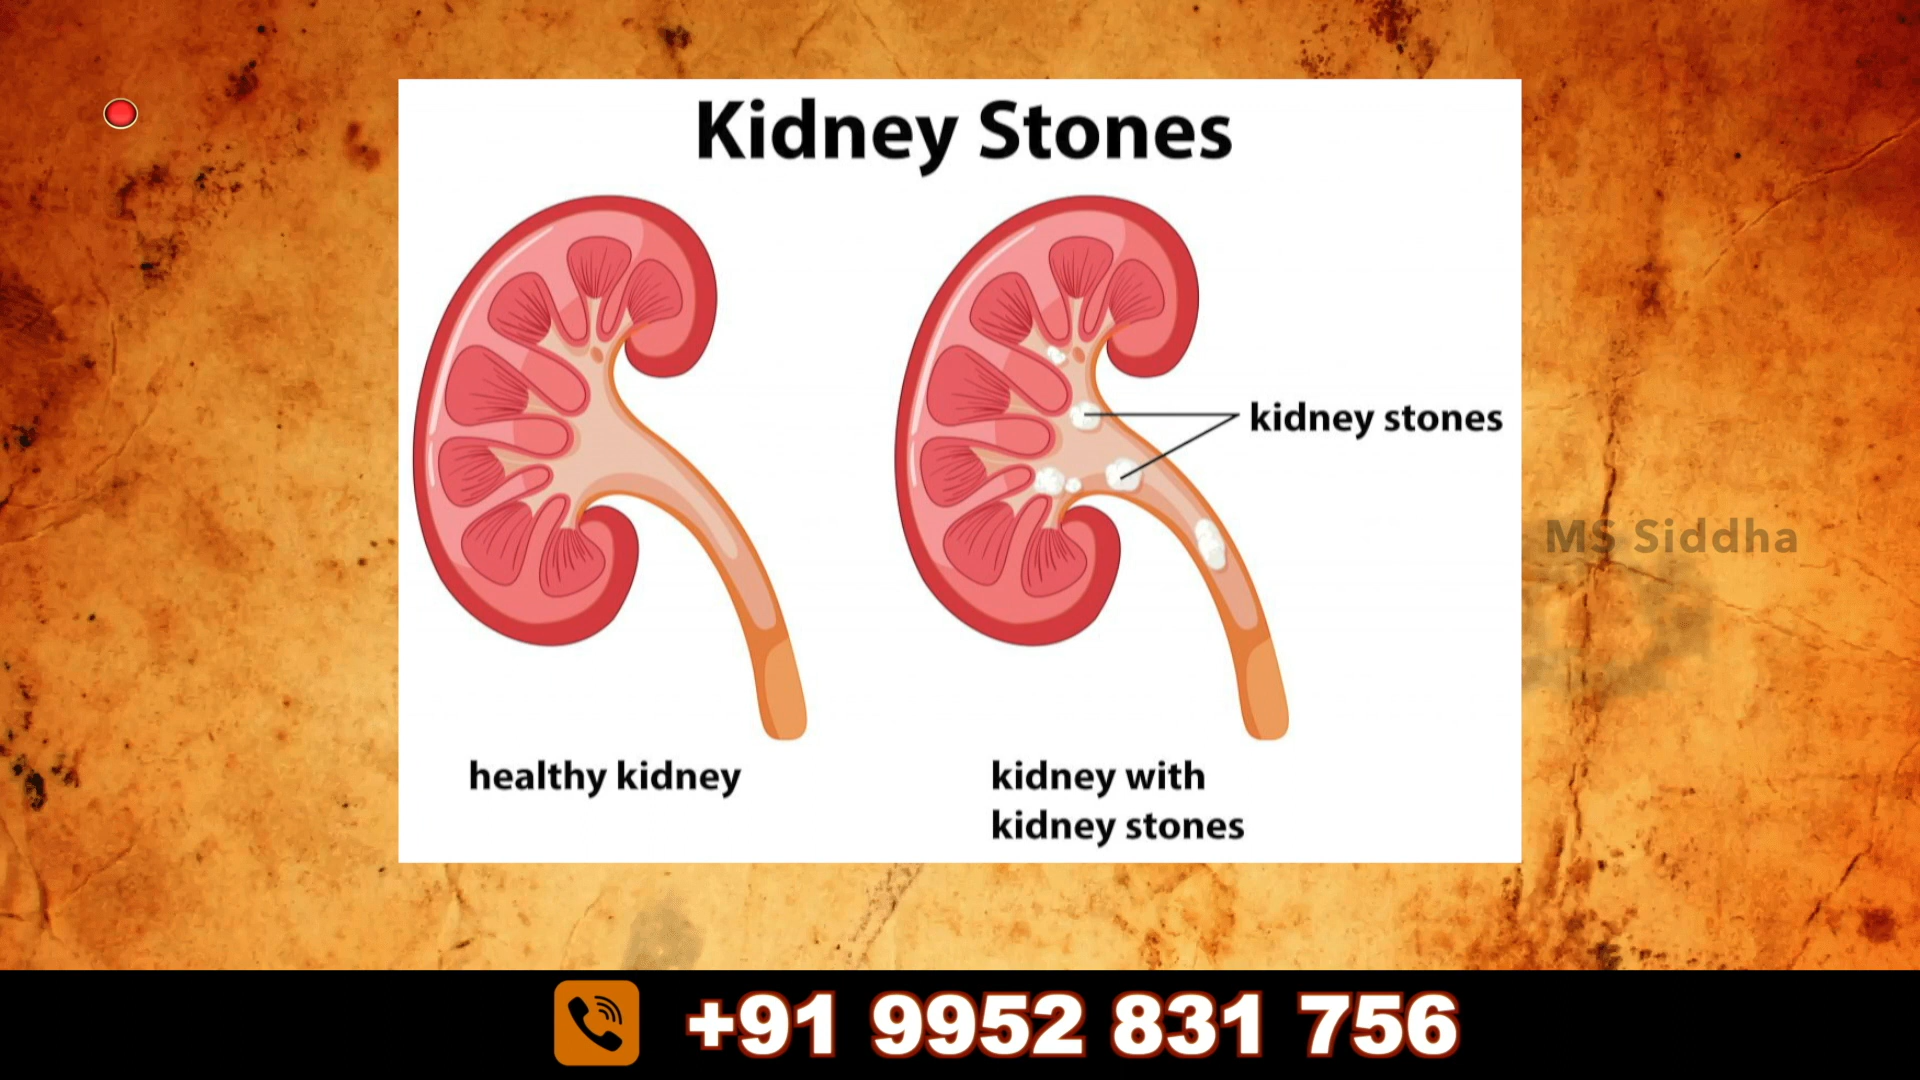 Kidney Stones
kidney stones
MS Siddha
healthy kidney
kidney with
kidney stones
+91 9952 831 756